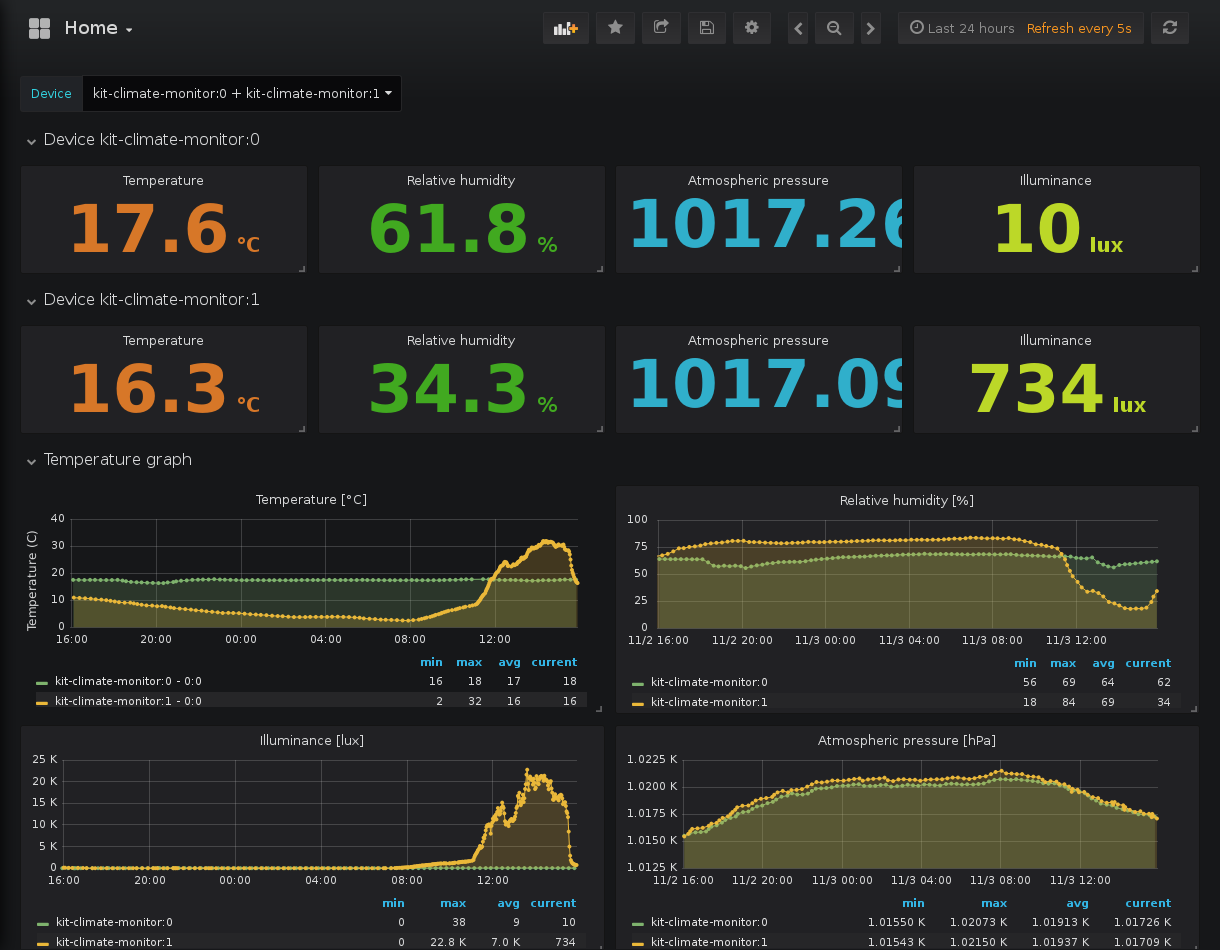 Home
Last 24 hours Refresh every 5s
Device kit-climate-monitor:0 + kit-climate-monitor:1
Device kit-climate-monitor:0
Temperature Relative humidity Atmospheric pressure Illuminance
17.6 °C 61.8 % 1017.26 10 lux
Device kit-climate-monitor:1
Temperature Relative humidity Atmospheric pressure Illuminance
16.3 °C 34.3 % 1017.09 734 lux
Temperature graph
Temperature [°C]
Temperature (C)
40
30
20
10
0
16:00 20:00 00:00 04:00 08:00 12:00
min max avg current
kit-climate-monitor:0 - 0:0 16 18 17 18
kit-climate-monitor:1 - 0:0 2 32 16 16
Relative humidity [%]
100
75
50
25
0
11/2 16:00 11/2 20:00 11/3 00:00 11/3 04:00 11/3 08:00 11/3 12:00
min max avg current
kit-climate-monitor:0 56 69 64 62
kit-climate-monitor:1 18 84 69 34
Illuminance [lux]
25 K
20 K
15 K
10 K
5 K
0
16:00 20:00 00:00 04:00 08:00 12:00
min max avg current
kit-climate-monitor:0 0 38 9 10
kit-climate-monitor:1 0 22.8 K 7.0 K 734
Atmospheric pressure [hPa]
1.0225 K
1.0200 K
1.0175 K
1.0150 K
1.0125 K
11/2 16:00 11/2 20:00 11/3 00:00 11/3 04:00 11/3 08:00 11/3 12:00
min max avg current
kit-climate-monitor:0 1.01550 K 1.02073 K 1.01913 K 1.01726 K
kit-climate-monitor:1 1.01543 K 1.02150 K 1.01937 K 1.01709 K